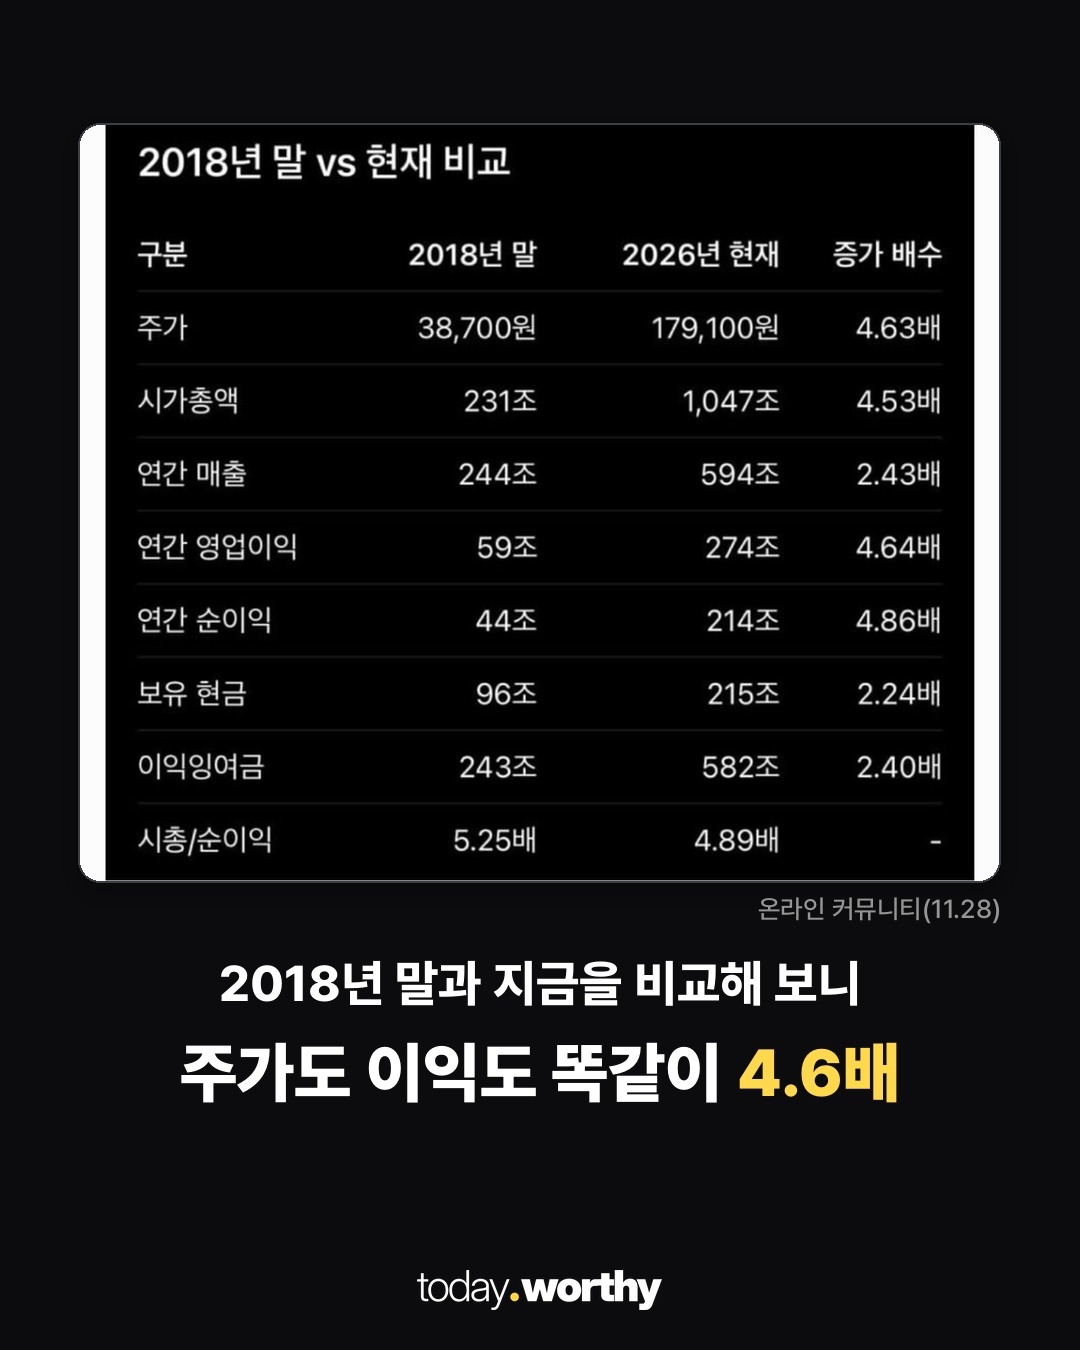 2018년 말 vs 현재 비교
구분 2018년 말 2026년 현재 증가 배수
주가 38,700원 179,100원 4.63배
시가총액 231조 1,047조 4.53배
연간 매출 244조 594조 2.43배
연간 영업이익 59조 274조 4.64배
연간 순이익 44조 214조 4.86배
보유 현금 96조 215조 2.24배
이익잉여금 243조 582조 2.40배
시총/순이익 5.25배 4.89배 -
온라인 커뮤니티(11.28)
2018년 말과 지금을 비교해 보니
주가도 이익도 똑같이 4.6배
today.worthy